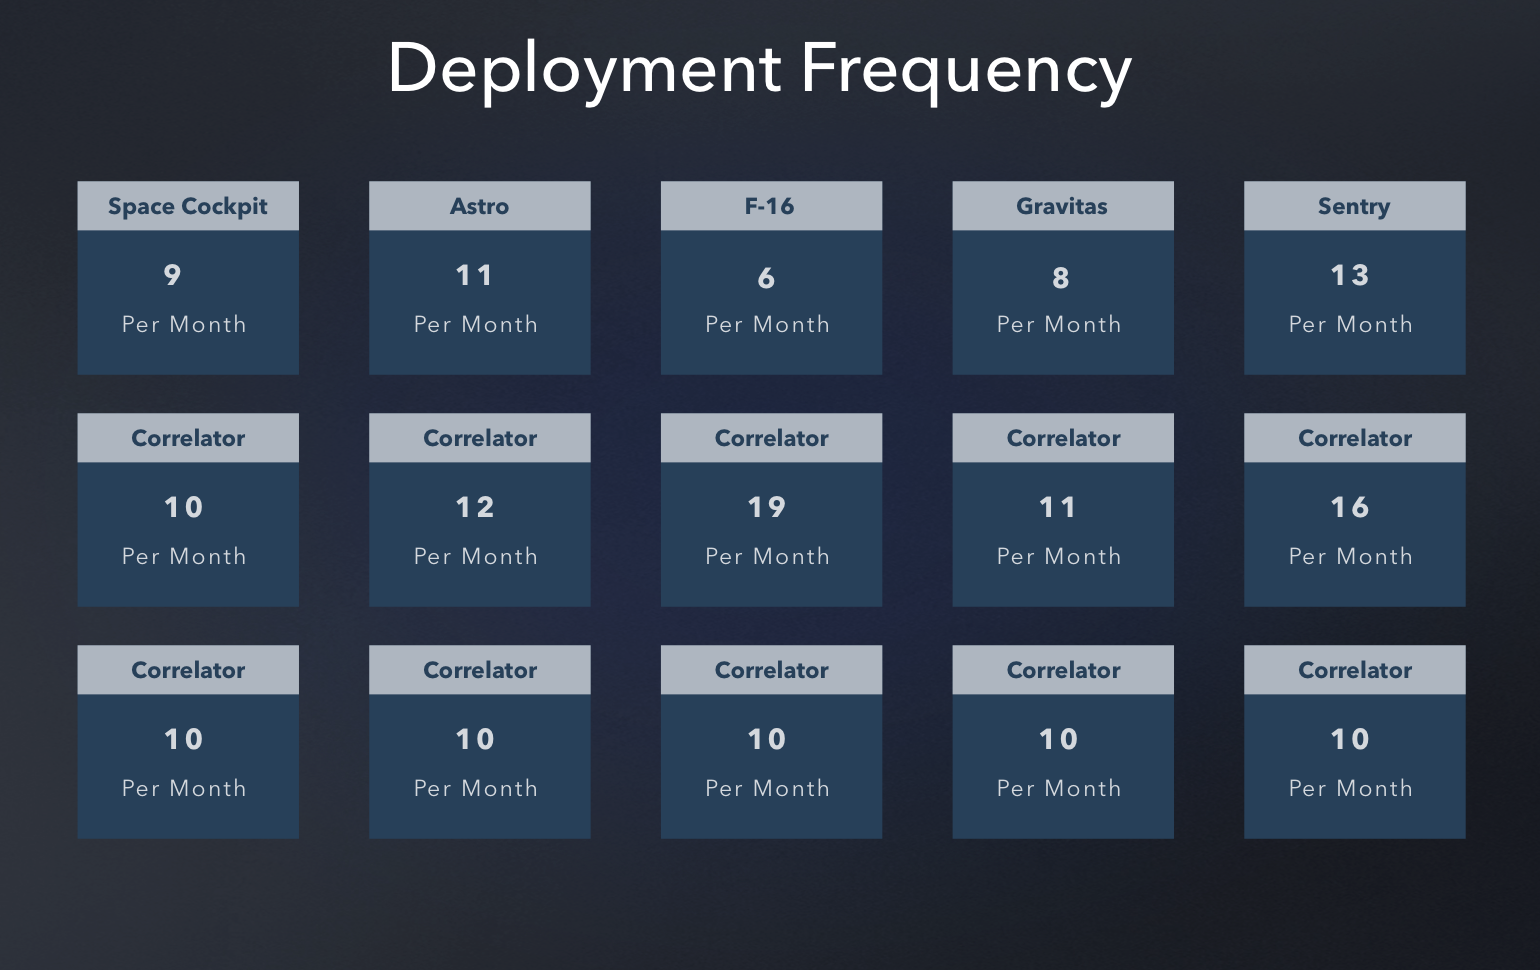 Deployment Frequency
Space Cockpit
9
Per Month
Astro
11
Per Month
F-16
6
Per Month
Gravitas
8
Per Month
Sentry
13
Per Month
Correlator
10
Per Month
Correlator
12
Per Month
Correlator
19
Per Month
Correlator
11
Per Month
Correlator
16
Per Month
Correlator
10
Per Month
Correlator
10
Per Month
Correlator
10
Per Month
Correlator
10
Per Month
Correlator
10
Per Month